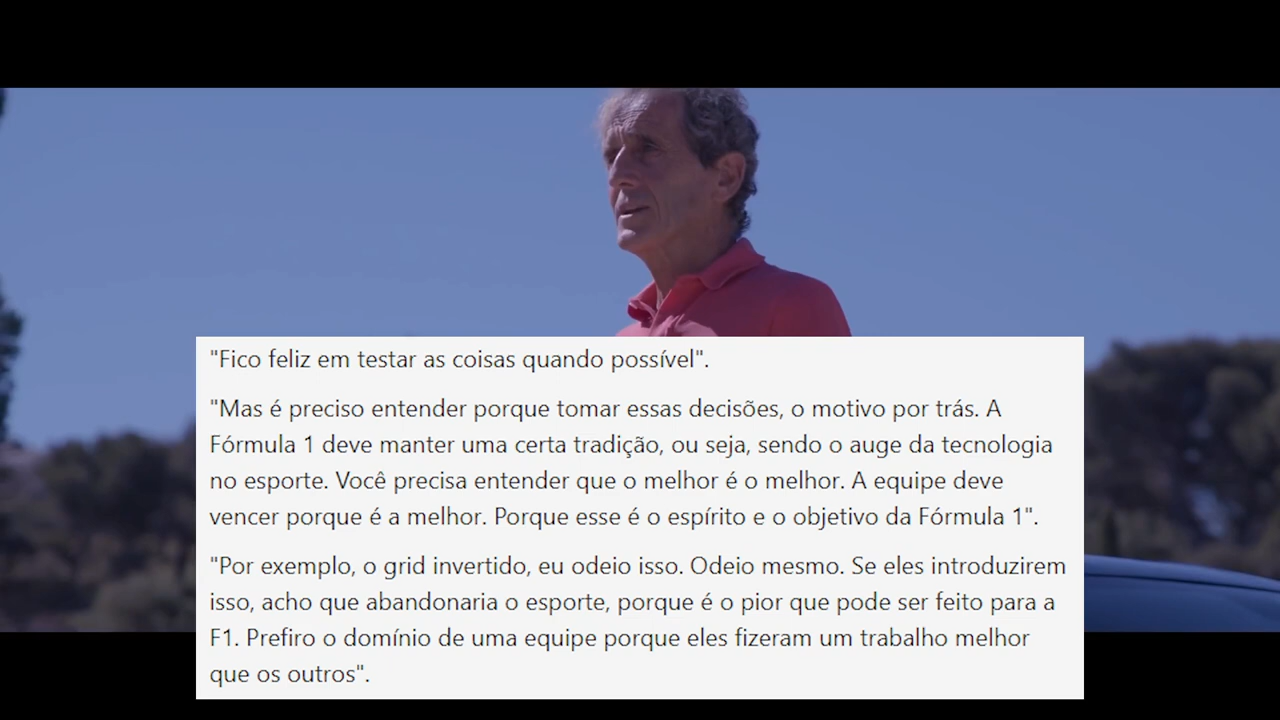 "Fico feliz em testar as coisas quando possível".
"Mas é preciso entender porque tomar essas decisões, o motivo por trás. A
Fórmula 1 deve manter uma certa tradição, ou seja, sendo o auge da tecnologia
no esporte. Você precisa entender que o melhor é o melhor. A equipe deve
vencer porque é a melhor. Porque esse é o espírito e o objetivo da Fórmula 1".
"Por exemplo, o grid invertido, eu odeio isso. Odeio mesmo. Se eles introduzirem
isso, acho que abandonaria o esporte, porque é o pior que pode ser feito para a
F1. Prefiro o domínio de uma equipe porque eles fizeram um trabalho melhor
que os outros".